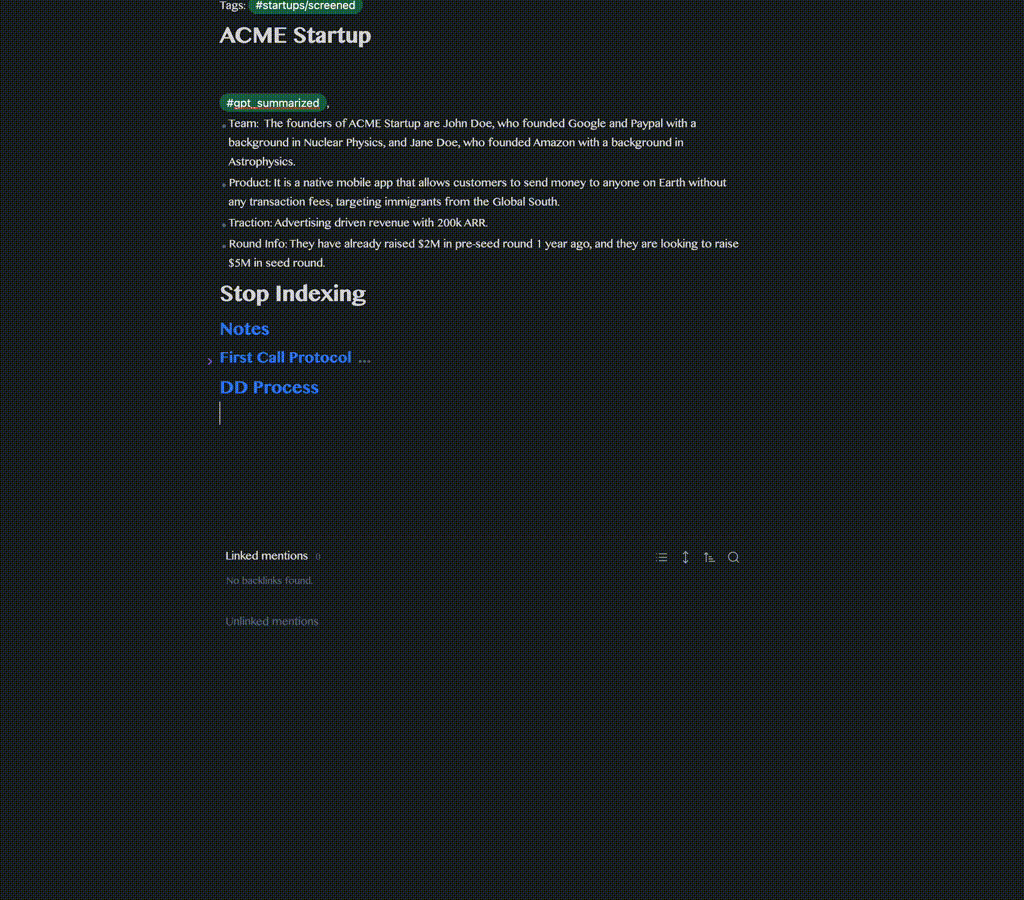 Tags: #startups/screened
ACME Startup
#gpt_summarized,
Team: The founders of ACME Startup are John Doe, who founded Google and Paypal with a
background in Nuclear Physics, and Jane Doe, who founded Amazon with a background in
Astrophysics.
Product: It is a native mobile app that allows customers to send money to anyone on Earth without
any transaction fees, targeting immigrants from the Global South.
Traction: Advertising driven revenue with 200k ARR.
Round Info: They have already raised $2M in pre-seed round 1 year ago, and they are looking to raise
$5M in seed round.
Stop Indexing
Notes
First Call Protocol ...
DD Process
Linked mentions 0
No backlinks found.
Unlinked mentions